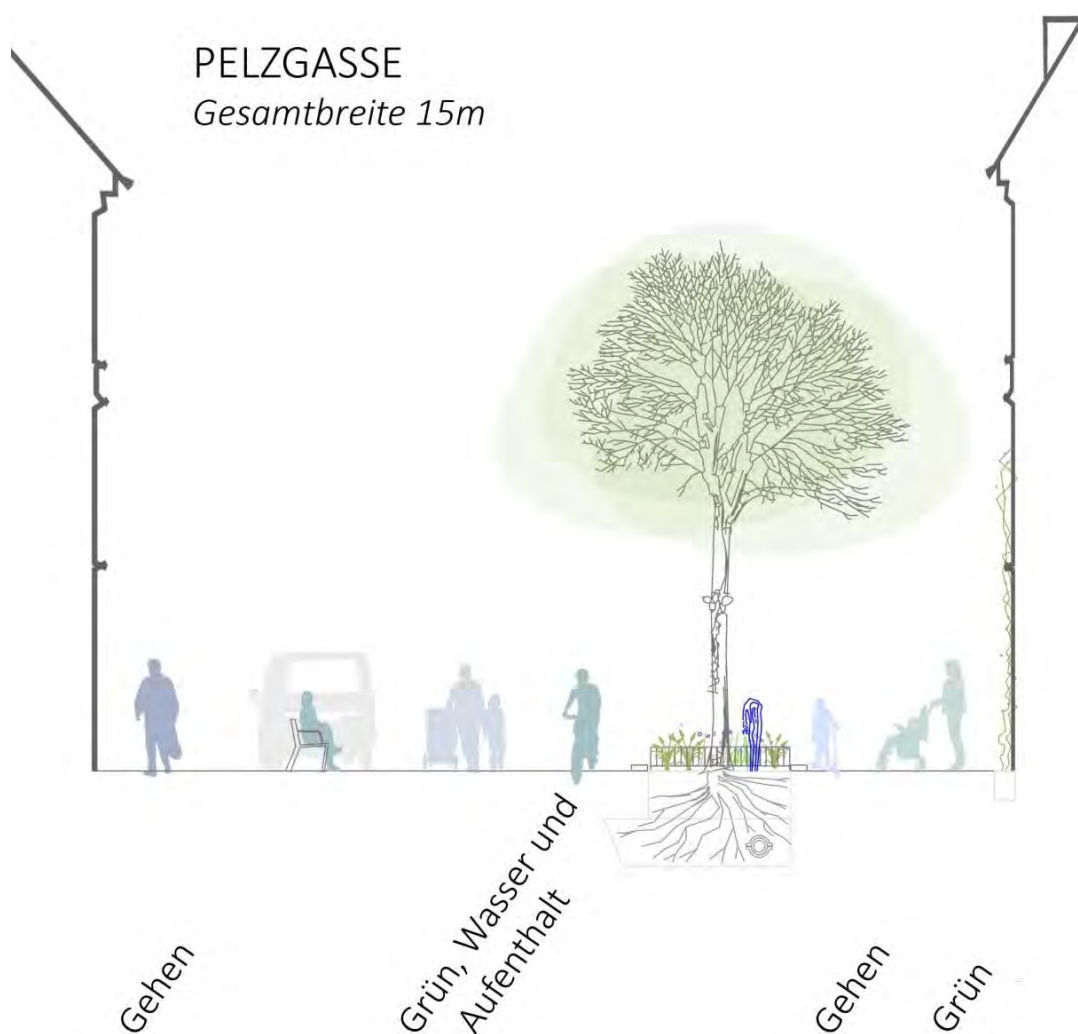 PELZGASSE
Gesamtbreite 15m
Gehen
Grün, Wasser und
Aufenthalt
Gehen
Grün